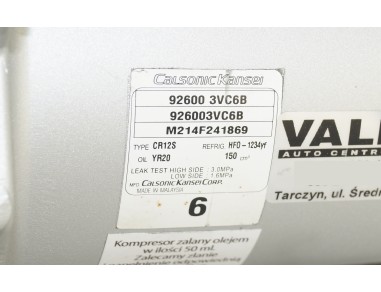 Calsonic Kansei
92600 3VC6B
926003VC6B
M214F241869
TYPE CR12S REFRIG. HFO-1234yf
OIL YR20 150 cm³
LEAK TEST HIGH SIDE : 3.0MPa
LOW SIDE : 1.6MPa
MFD Calsonic Kansei Corp.
MADE IN MALAYSIA
6
VALE
AUTO CENTR
Tarczyn, ul. Średn
Kompresor zalany olejem
w ilości 50 ml.
Zalecamy zlanie